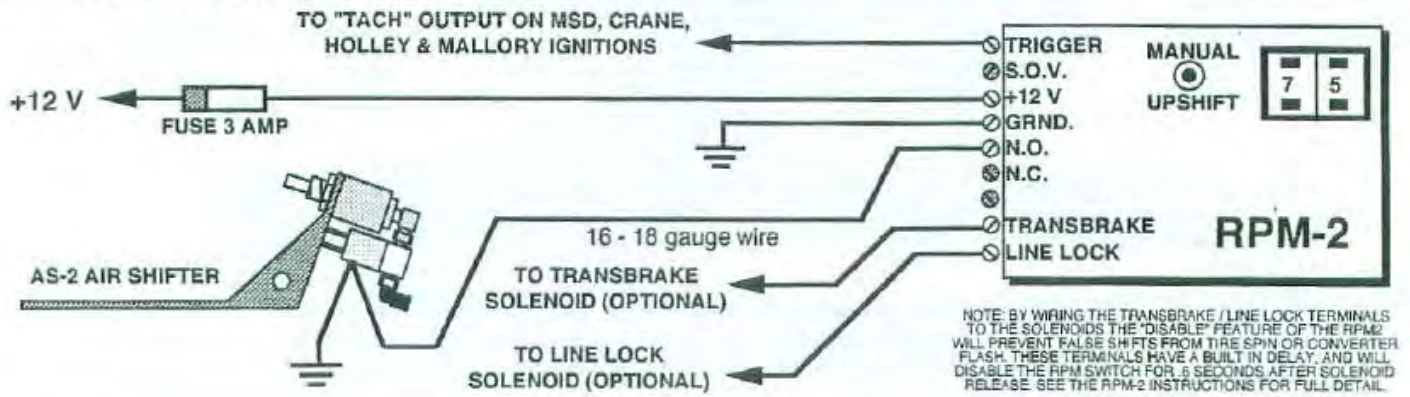 TO "TACH" OUTPUT ON MSD, CRANE,
HOLLEY & MALLORY IGNITIONS
+12 V
FUSE 3 AMP
TRIGGER
S.O.V.
+12 V
GRND.
N.O.
N.C.
TRANSBRAKE
LINE LOCK
MANUAL
UPSHIFT
7 5
RPM-2
AS-2 AIR SHIFTER
16 - 18 gauge wire
TO TRANSBRAKE
SOLENOID (OPTIONAL)
TO LINE LOCK
SOLENOID (OPTIONAL)
NOTE: BY WIRING THE TRANSBRAKE / LINE LOCK TERMINALS
TO THE SOLENOIDS THE "DISABLE" FEATURE OF THE RPM2
WILL PREVENT FALSE SHIFTS FROM TIRE SPIN OR CONVERTER
FLASH. THESE TERMINALS HAVE A BUILT IN DELAY, AND WILL
DISABLE THE RPM SWITCH FOR .6 SECONDS AFTER SOLENOID
RELEASE. SEE THE RPM-2 INSTRUCTIONS FOR FULL DETAIL.